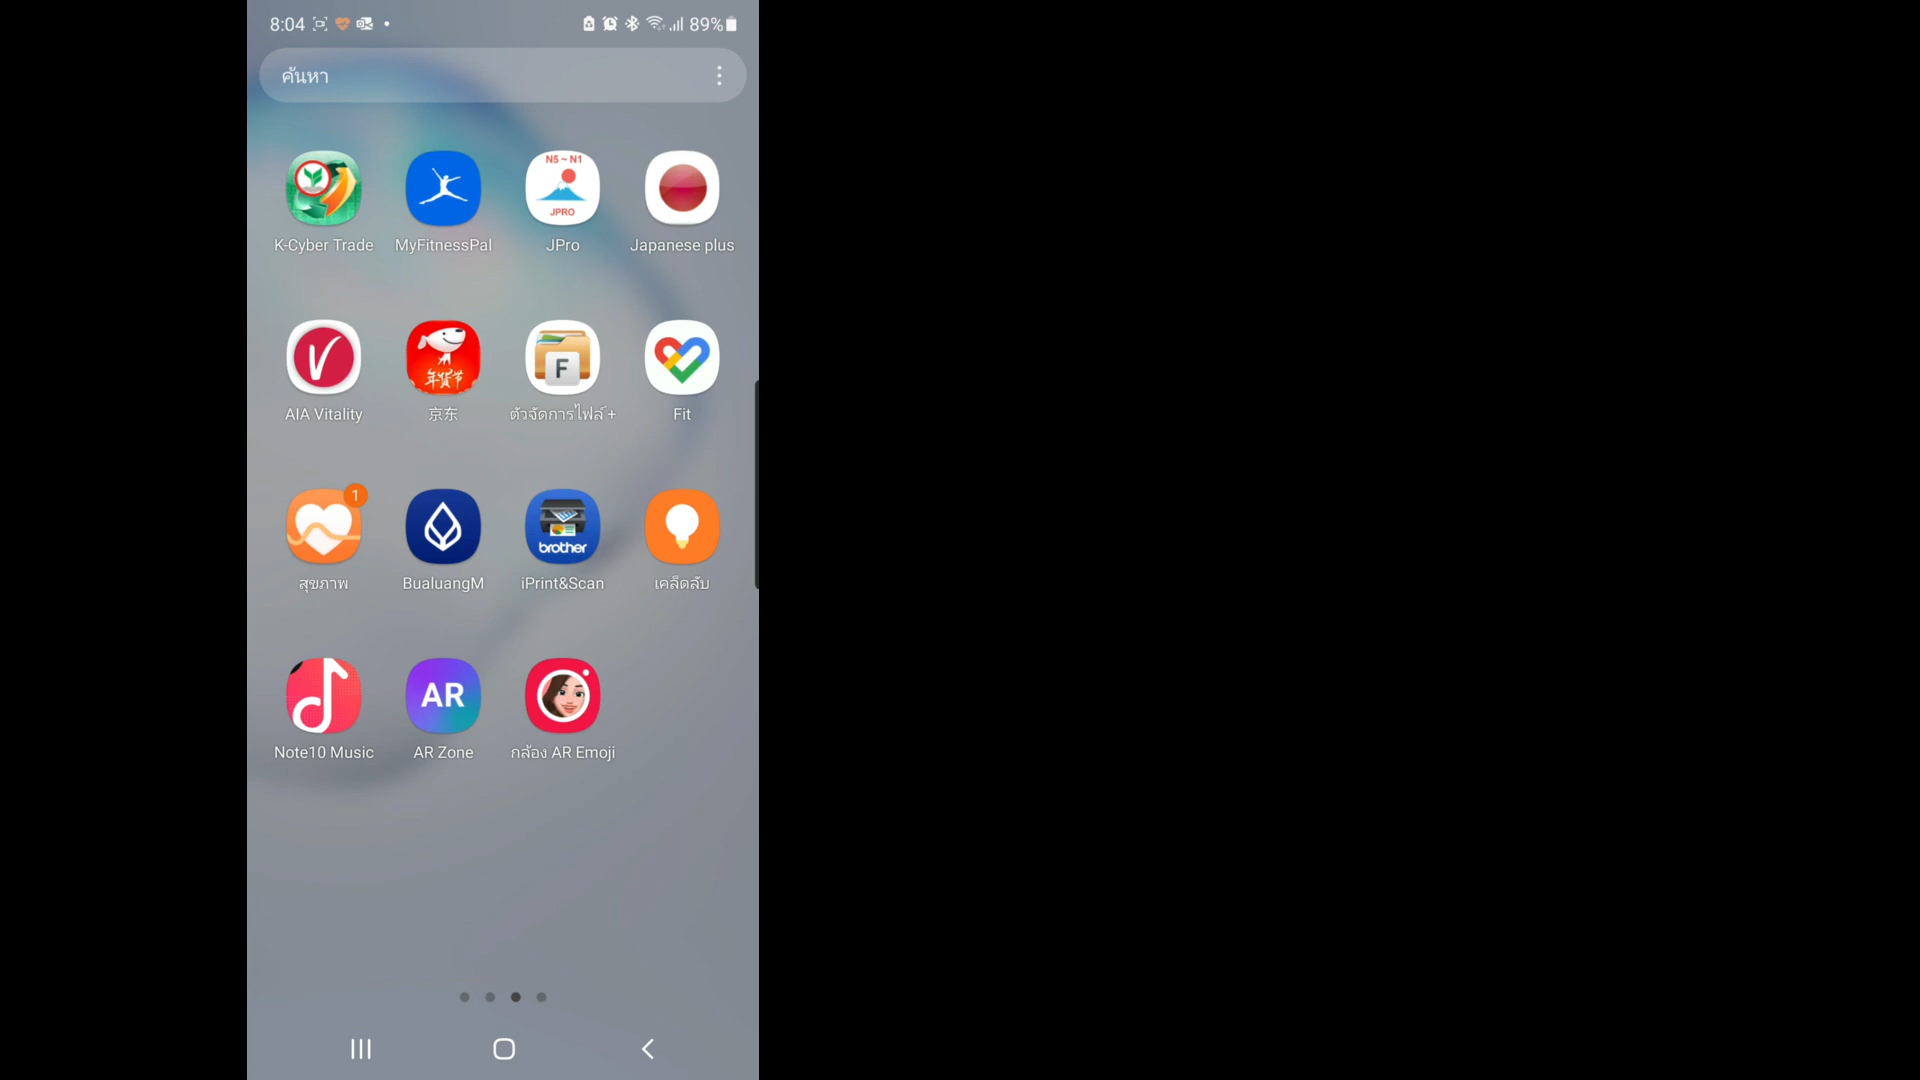 8:04
89%
ค้นหา
N5 ~ N1
JPRO
K-Cyber Trade
MyFitnessPal
JPro
Japanese plus
年货节
F
AIA Vitality
京东
ตัวจัดการไฟล์ +
Fit
1
brother
สุขภาพ
BualuangM
iPrint&Scan
เคล็ดลับ
AR
Note10 Music
AR Zone
กล้อง AR Emoji